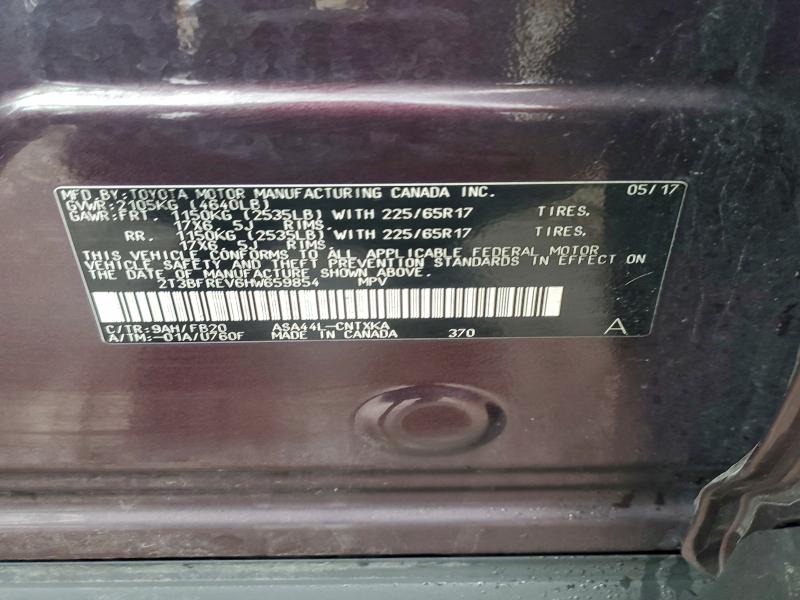 MFD.BY:TOYOTA MOTOR MANUFACTURING CANADA INC. 05/17
GVWR:2105KG (4640LB)
GAWR:FRT. 1150KG (2535LB) WITH 225/65R17 TIRES,
17X6.5J RIMS.
RR. 1150KG (2535LB) WITH 225/65R17 TIRES,
17X6.5J RIMS.
THIS VEHICLE CONFORMS TO ALL APPLICABLE FEDERAL MOTOR
VEHICLE SAFETY AND THEFT PREVENTION STANDARDS IN EFFECT ON
THE DATE OF MANUFACTURE SHOWN ABOVE.
2T3BFREV6HW659854 MPV
C/TR:9AH/FB20 ASA44L-CNTXKA
A/TM:-01A/U760F MADE IN CANADA 370 A